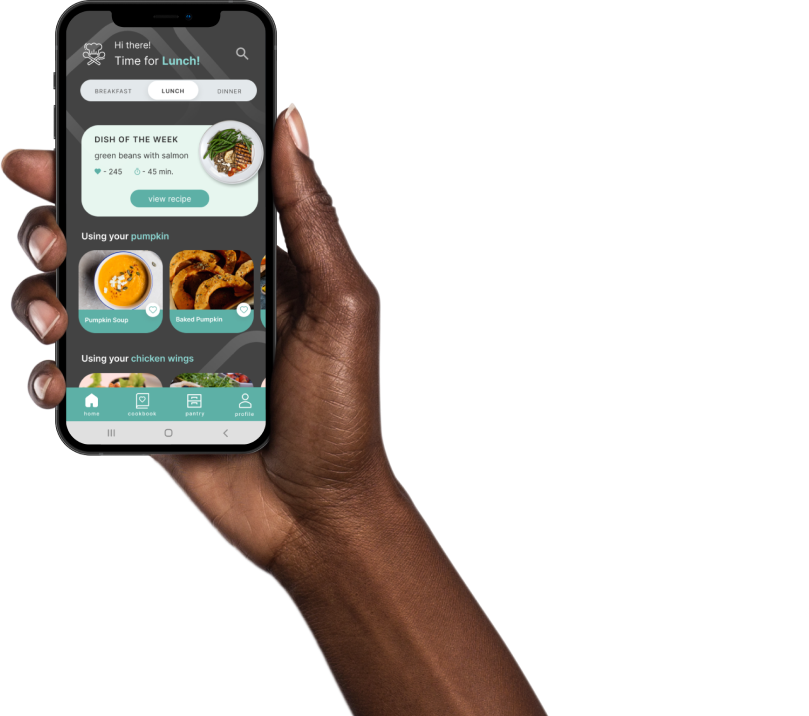 Hi there!
Time for Lunch!
BREAKFAST LUNCH DINNER
DISH OF THE WEEK
green beans with salmon
- 245 - 45 min.
view recipe
Using your pumpkin
Pumpkin Soup Baked Pumpkin
Using your chicken wings
home cookbook pantry profile